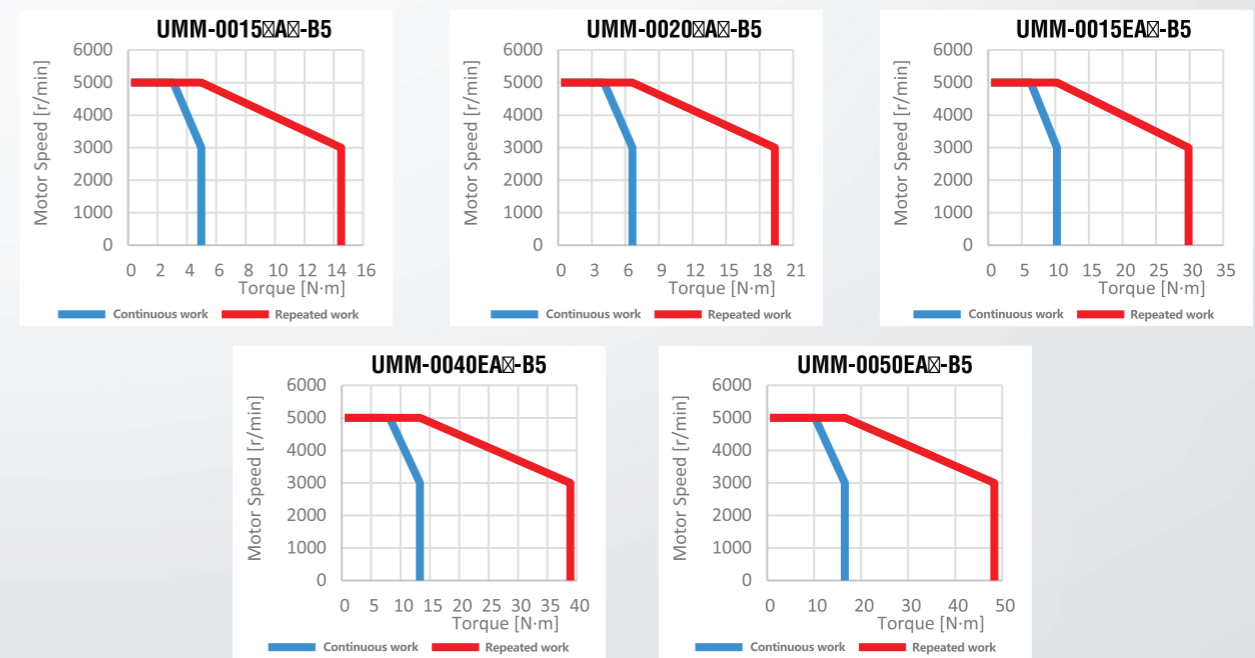 UMM-0015☒A☒-B5
6000
5000
4000
3000
2000
1000
0
Motor Speed [r/min]
0 2 4 6 8 10 12 14 16
Torque [N·m]
Continuous work Repeated work
UMM-0020☒A☒-B5
6000
5000
4000
3000
2000
1000
0
Motor Speed [r/min]
0 3 6 9 12 15 18 21
Torque [N·m]
Continuous work Repeated work
UMM-0015EA☒-B5
6000
5000
4000
3000
2000
1000
0
Motor Speed [r/min]
0 5 10 15 20 25 30 35
Torque [N·m]
Continuous work Repeated work
UMM-0040EA☒-B5
6000
5000
4000
3000
2000
1000
0
Motor Speed [r/min]
0 5 10 15 20 25 30 35 40
Torque [N·m]
Continuous work Repeated work
UMM-0050EA☒-B5
6000
5000
4000
3000
2000
1000
0
Motor Speed [r/min]
0 10 20 30 40 50
Torque [N·m]
Continuous work Repeated work